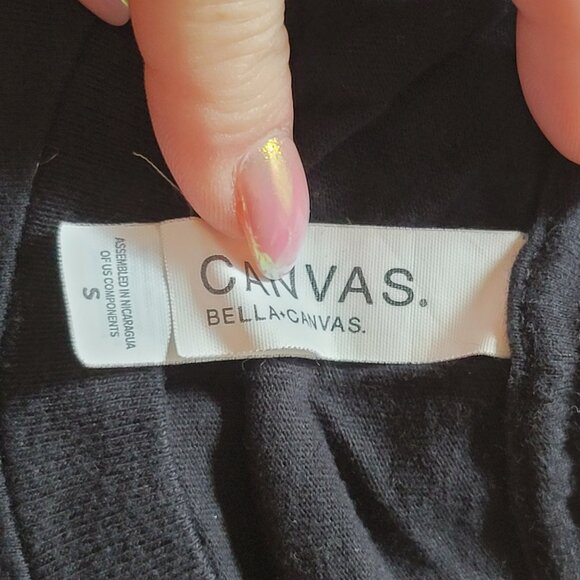 CANVAS.
BELLA+CANVAS.
ASSEMBLED IN NICARAGUA
OF US COMPONENTS
S